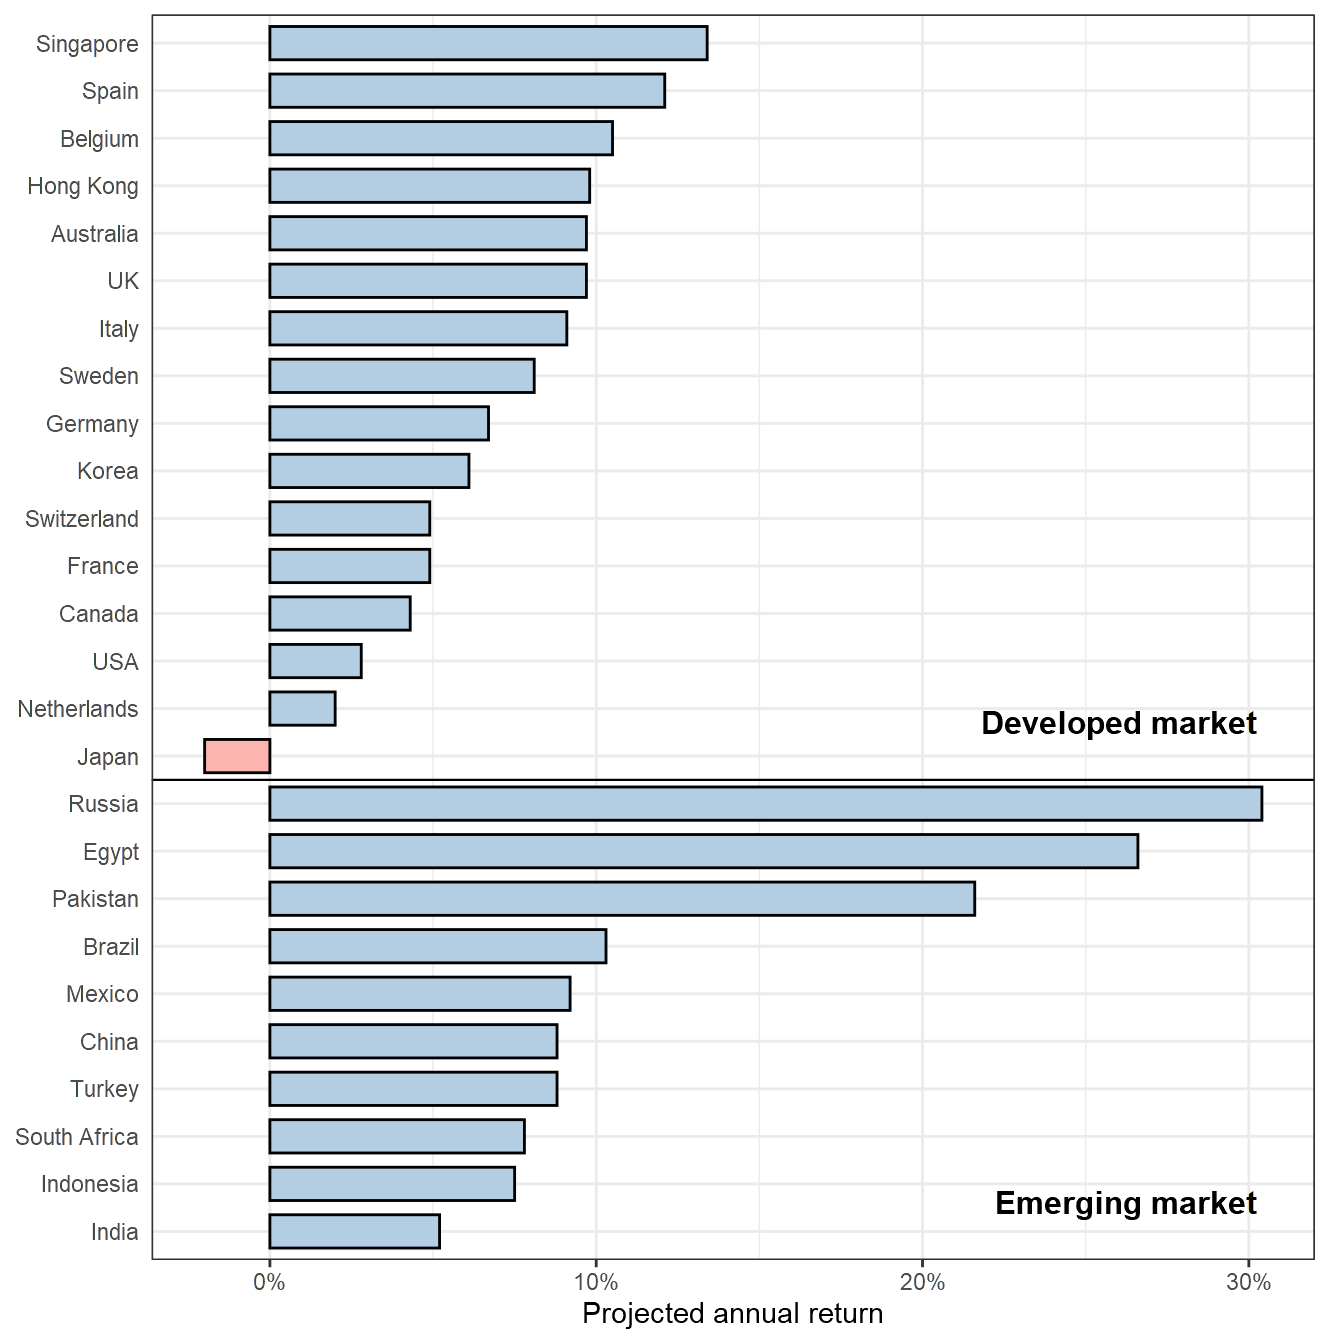 Singapore
Spain
Belgium
Hong Kong
Australia
UK
Italy
Sweden
Germany
Korea
Switzerland
France
Canada
USA
Netherlands
Developed market
Japan
Russia
Egypt
Pakistan
Brazil
Mexico
China
Turkey
South Africa
Indonesia
Emerging market
India
0% 10% 20% 30%
Projected annual return